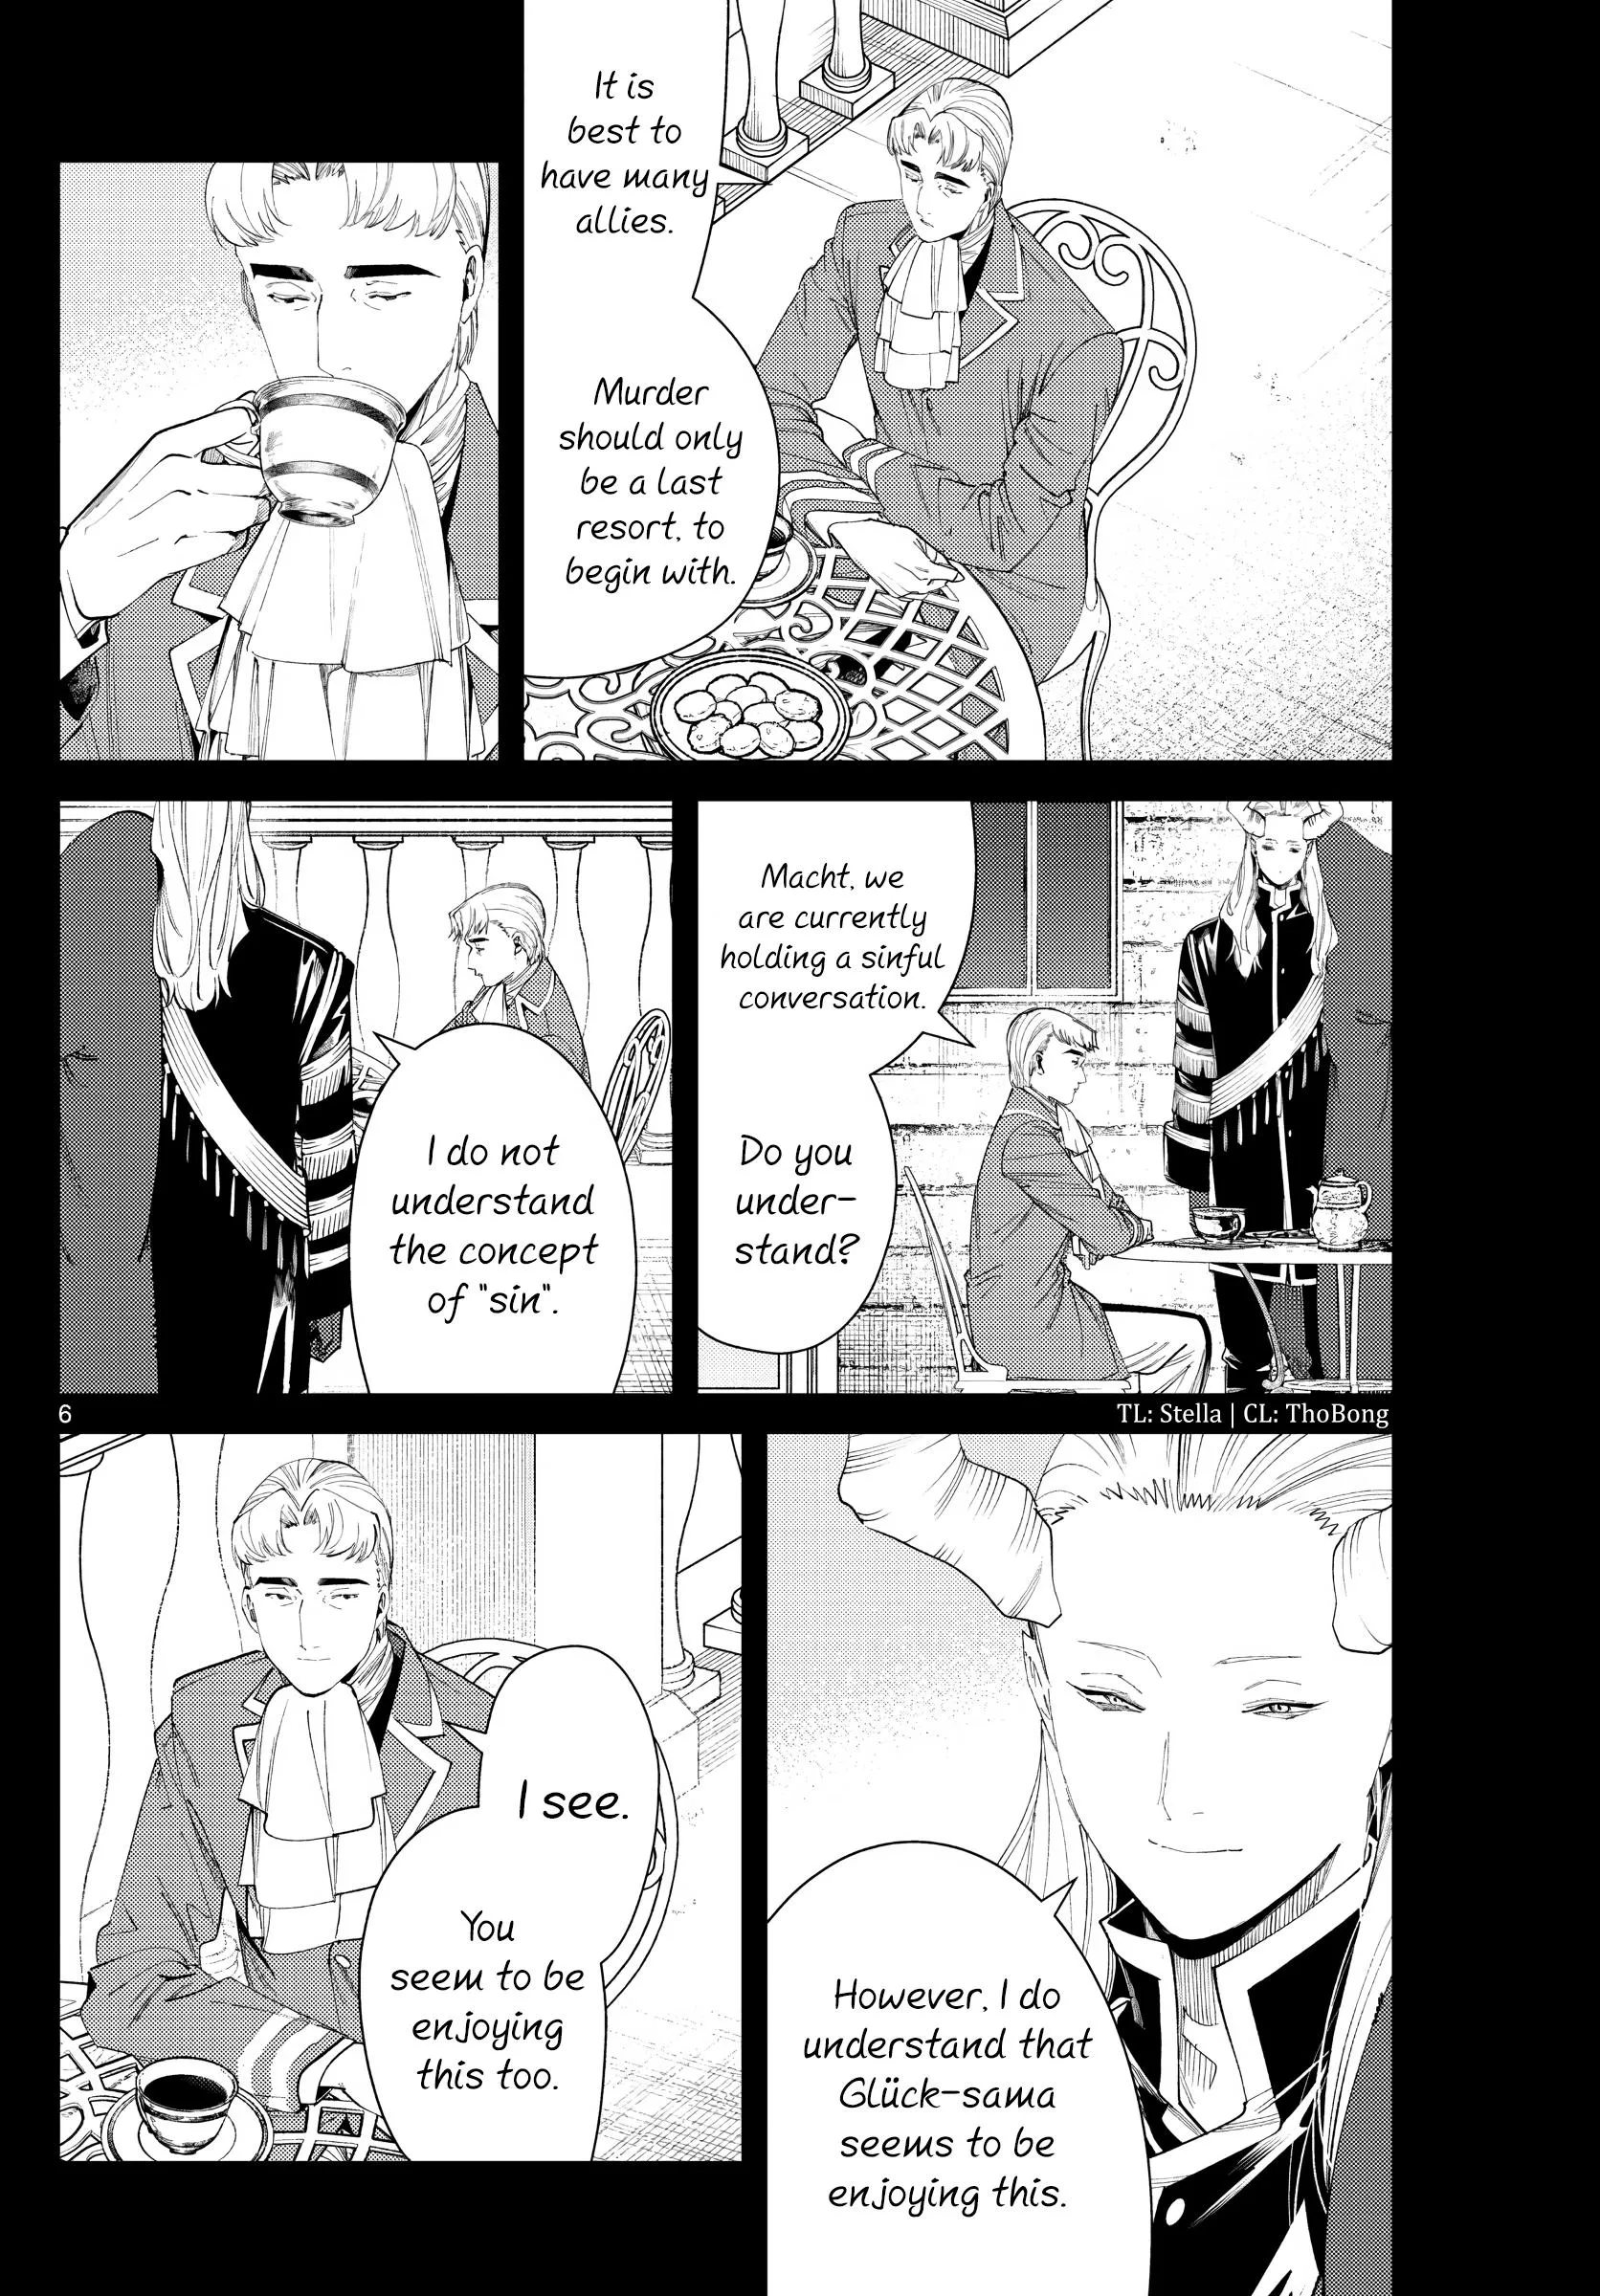 It is
best to
have many
allies.
Murder
should only
be a last
resort, to
begin with.
Macht, we
are currently
holding a sinful
conversation.
Do you
under-
stand?
I do not
understand
the concept
of "sin".
6
TL: Stella | CL: ThoBong
However, I do
understand that
Glück-sama
seems to be
enjoying this.
I see.
You
seem to be
enjoying
this too.